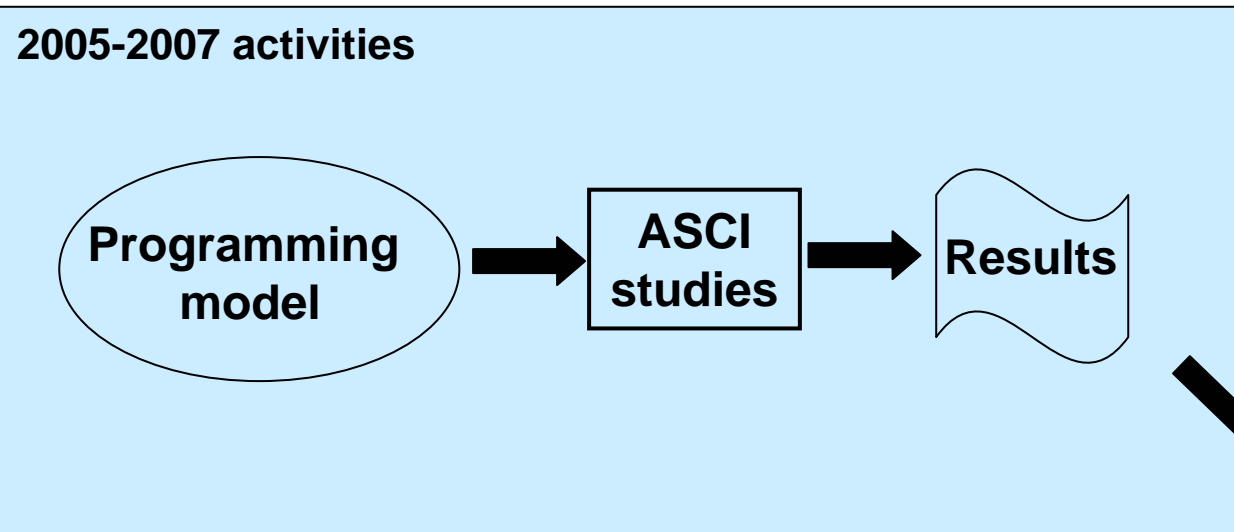 2005-2007 activities
Programming
model
ASCI
studies
Results